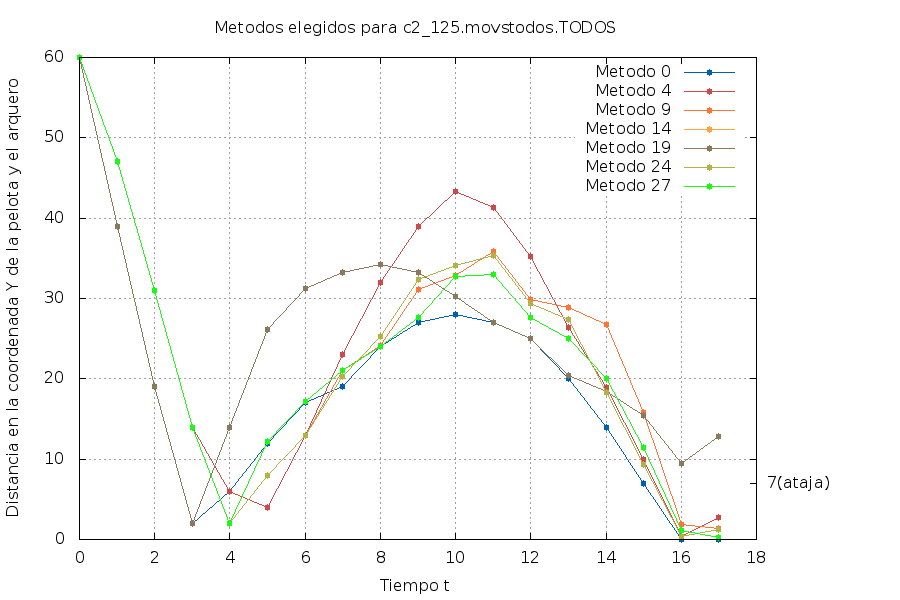 Metodos elegidos para c2_125.movstodos.TODOS
Distancia en la coordenada Y de la pelota y el arquero
60
50
40
30
20
10
0
Metodo 0
Metodo 4
Metodo 9
Metodo 14
Metodo 19
Metodo 24
Metodo 27
7(ataja)
0 2 4 6 8 10 12 14 16 18
Tiempo t